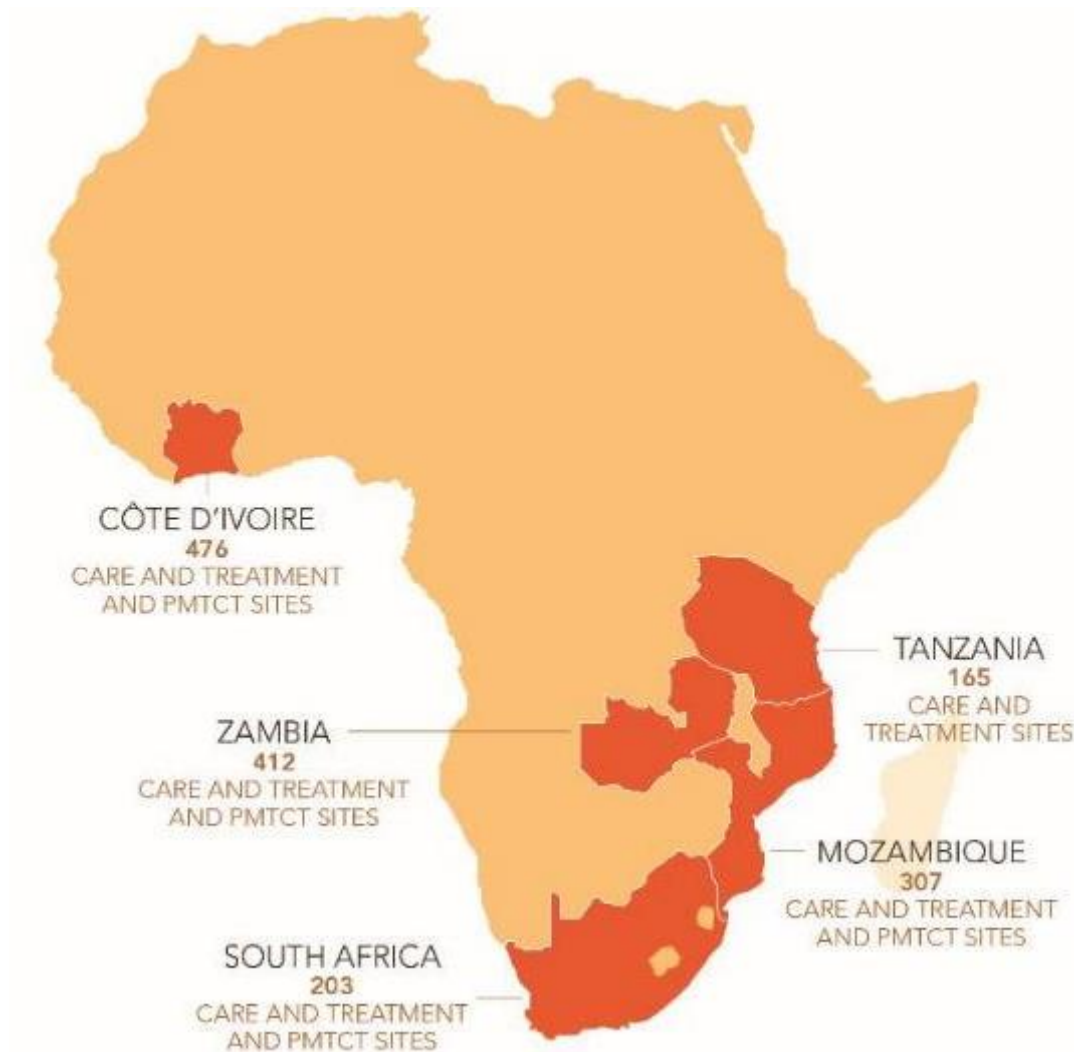 CÔTE D'IVOIRE
476
CARE AND TREATMENT
AND PMTCT SITES
TANZANIA
165
CARE AND
TREATMENT SITES
ZAMBIA
412
CARE AND TREATMENT
AND PMTCT SITES
MOZAMBIQUE
307
CARE AND TREATMENT
AND PMTCT SITES
SOUTH AFRICA
203
CARE AND TREATMENT
AND PMTCT SITES